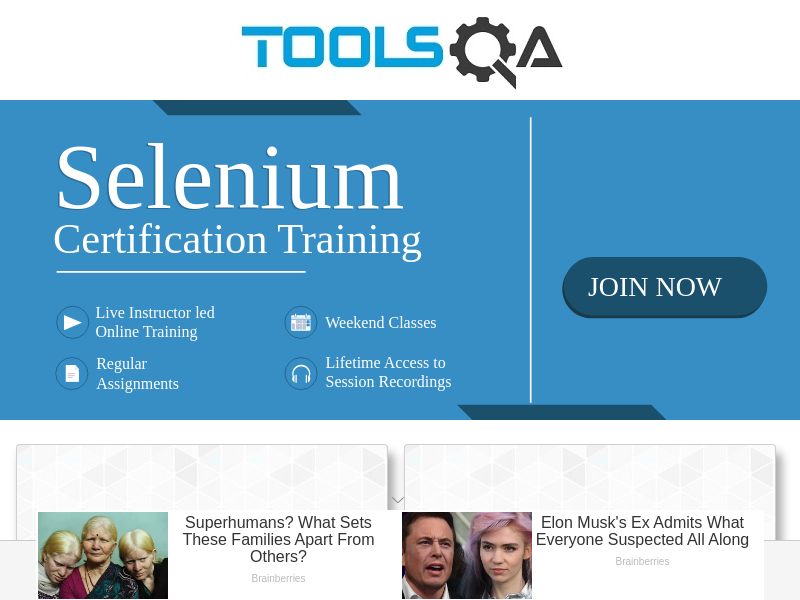 TOOLSQA
Selenium
Certification Training
JOIN NOW
Live Instructor led
Online Training
Weekend Classes
Regular
Assignments
Lifetime Access to
Session Recordings
Superhumans? What Sets
These Families Apart From
Others?
Brainberries
Elon Musk's Ex Admits What
Everyone Suspected All Along
Brainberries